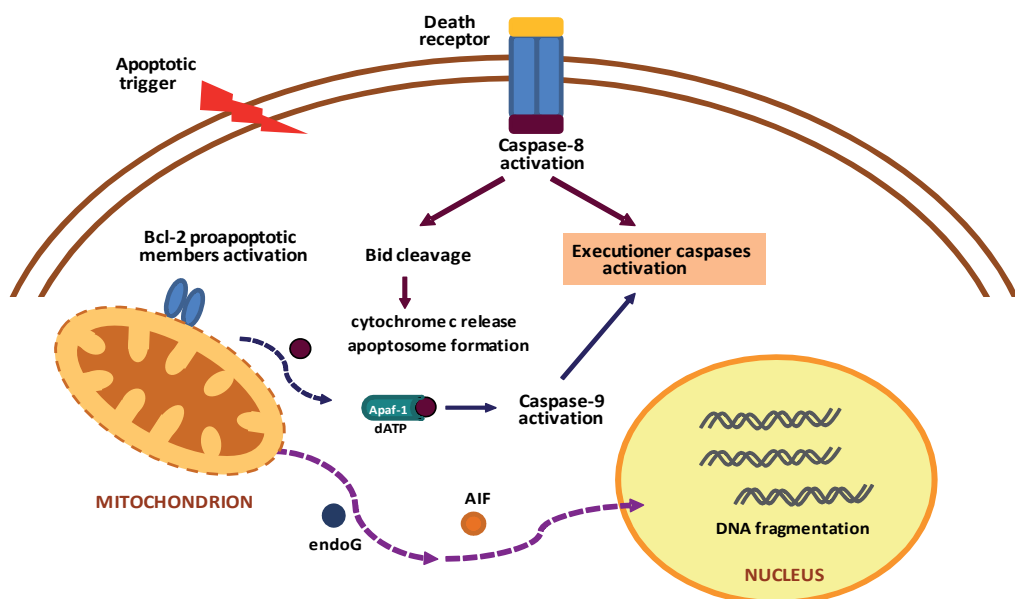 Death
receptor
Apoptotic
trigger
Caspase-8
activation
Bcl-2 proapoptotic
members activation
Bid cleavage
Executioner caspases
activation
cytochrome c release
apoptosome formation
Apaf-1
dATP
Caspase-9
activation
MITOCHONDRION
endoG
AIF
DNA fragmentation
NUCLEUS